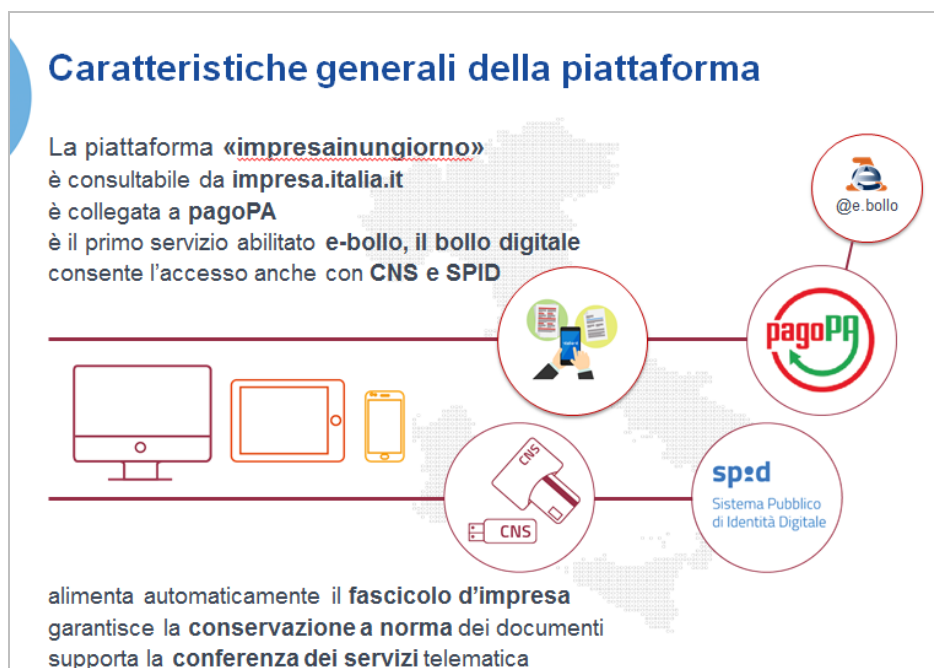 Caratteristiche generali della piattaforma
La piattaforma «impresainungiorno»
è consultabile da impresa.italia.it
è collegata a pagoPA
è il primo servizio abilitato e-bollo, il bollo digitale
consente l’accesso anche con CNS e SPID
@e.bollo
pagoPA
CNS
CNS
spid
Sistema Pubblico
di Identità Digitale
alimenta automaticamente il fascicolo d’impresa
garantisce la conservazione a norma dei documenti
supporta la conferenza dei servizi telematica